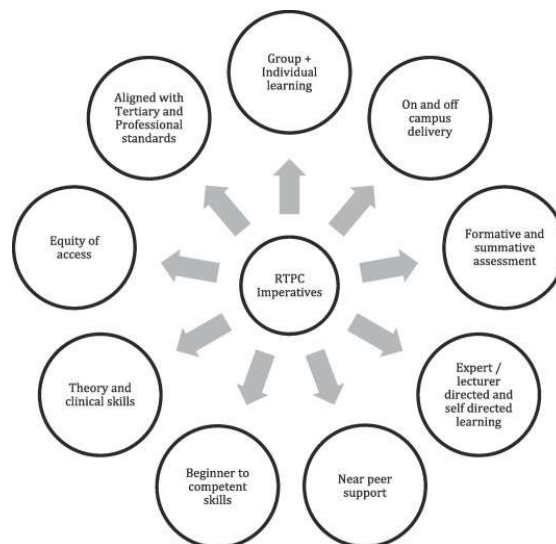 Group +
Individual
learning
On and off
campus
delivery
Formative and
summative
assessment
Expert /
lecturer
directed and
self directed
learning
Near peer
support
Beginner to
competent
skills
Theory and
clinical skills
Equity of
access
Aligned with
Tertiary and
Professional
standards
RTPC
Imperatives